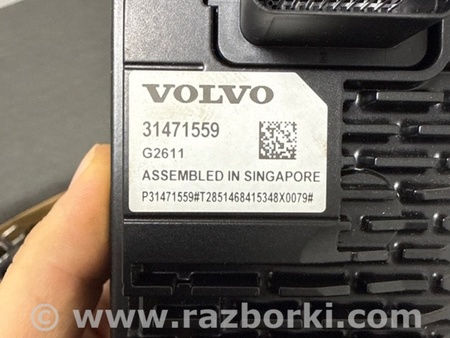 VOLVO
31471559
G2611
ASSEMBLED IN SINGAPORE
P31471559#T2851468415348X0079#
www.razborki.com